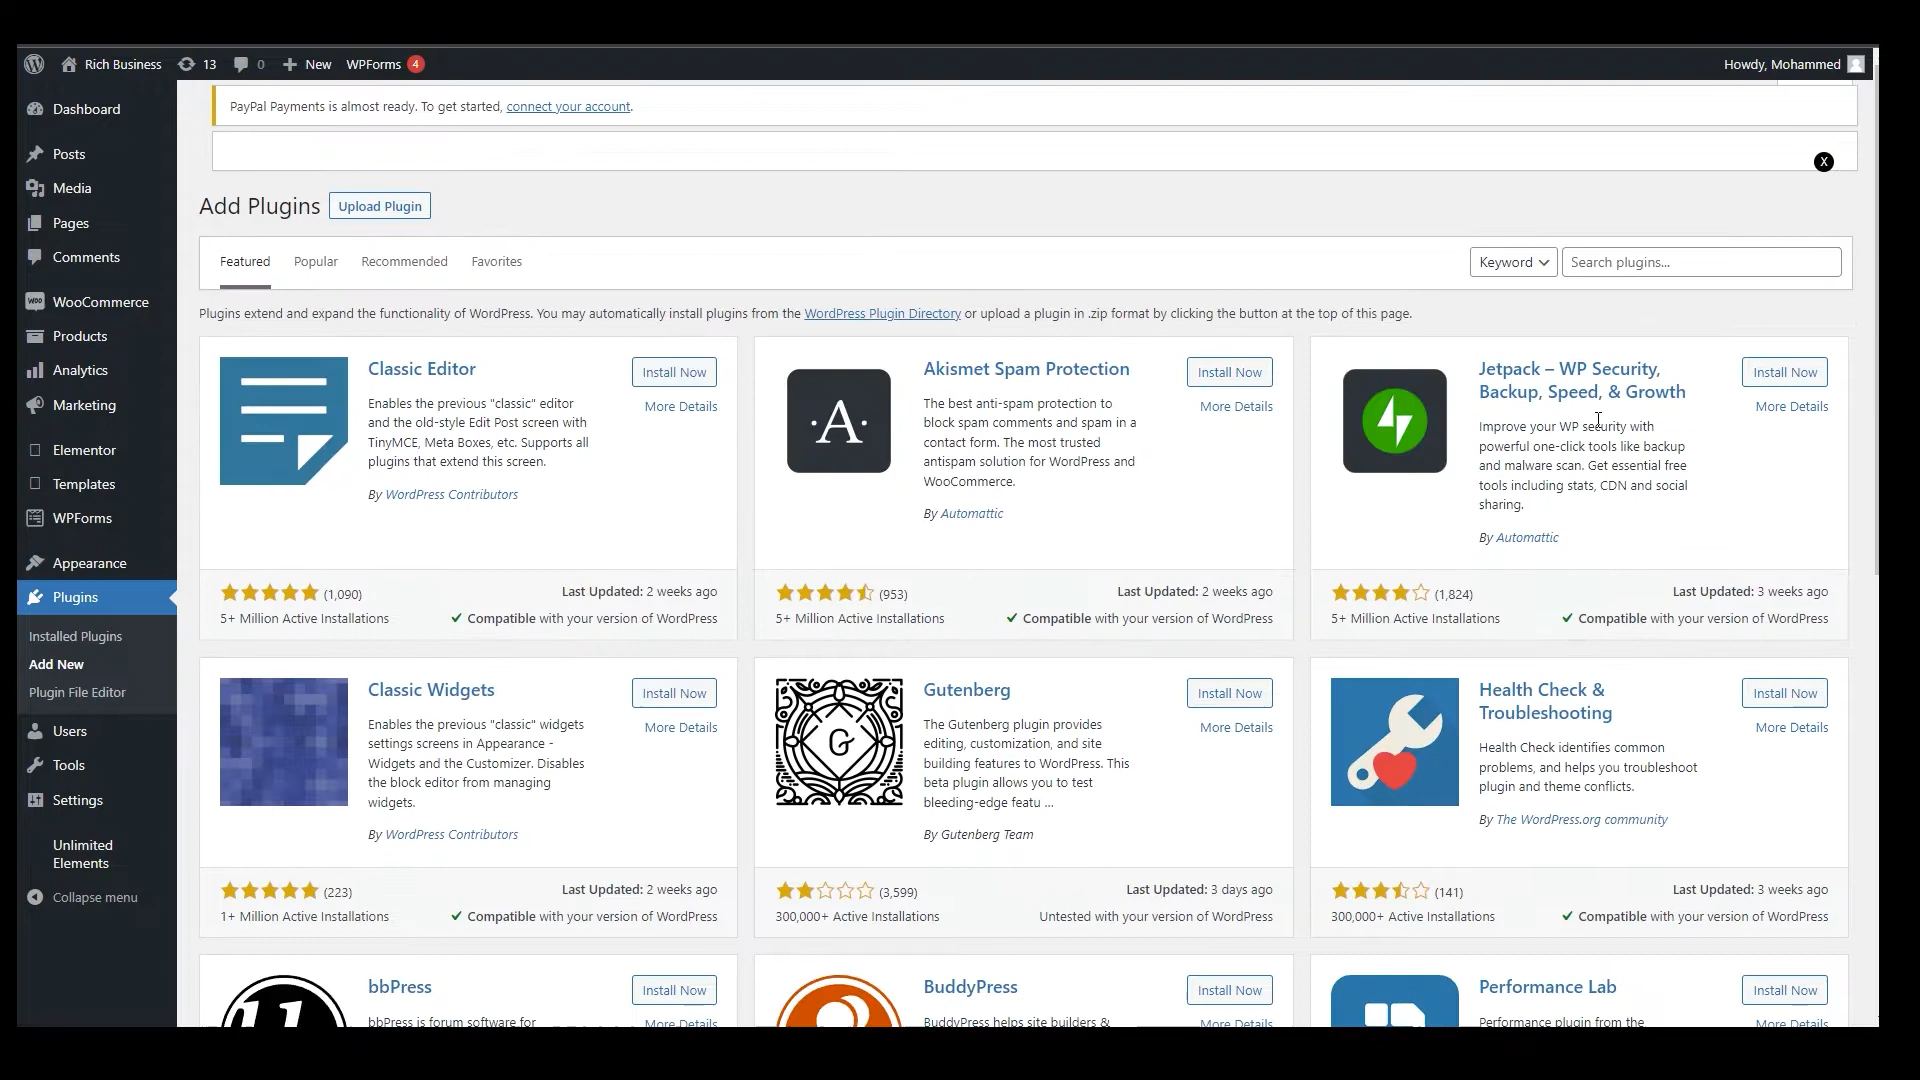 Rich Business 13 0 New WPForms 4 Howdy, Mohammed
Dashboard
Posts
Media
Pages
Comments
WooCommerce
Products
Analytics
Marketing
Elementor
Templates
WPForms
Appearance
Plugins
Installed Plugins
Add New
Plugin File Editor
Users
Tools
Settings
Unlimited
Elements
Collapse menu
PayPal Payments is almost ready. To get started, connect your account.
X
Add Plugins Upload Plugin
Featured Popular Recommended Favorites Keyword Search plugins...
Plugins extend and expand the functionality of WordPress. You may automatically install plugins from the WordPress Plugin Directory or upload a plugin in .zip format by clicking the button at the top of this page.
Classic Editor
Install Now
More Details
Enables the previous "classic" editor
and the old-style Edit Post screen with
TinyMCE, Meta Boxes, etc. Supports all
plugins that extend this screen.
By WordPress Contributors
(1,090)
Last Updated: 2 weeks ago
5+ Million Active Installations
Compatible with your version of WordPress
A
Akismet Spam Protection
Install Now
More Details
The best anti-spam protection to
block spam comments and spam in a
contact form. The most trusted
antispam solution for WordPress and
WooCommerce.
By Automattic
(953)
Last Updated: 2 weeks ago
5+ Million Active Installations
Compatible with your version of WordPress
Jetpack – WP Security,
Backup, Speed, & Growth
Install Now
More Details
Improve your WP security with
powerful one-click tools like backup
and malware scan. Get essential free
tools including stats, CDN and social
sharing.
By Automattic
(1,824)
Last Updated: 3 weeks ago
5+ Million Active Installations
Compatible with your version of WordPress
Classic Widgets
Install Now
More Details
Enables the previous "classic" widgets
settings screens in Appearance -
Widgets and the Customizer. Disables
the block editor from managing
widgets.
By WordPress Contributors
(223)
Last Updated: 2 weeks ago
1+ Million Active Installations
Compatible with your version of WordPress
G
Gutenberg
Install Now
More Details
The Gutenberg plugin provides
editing, customization, and site
building features to WordPress. This
beta plugin allows you to test
bleeding-edge featu ...
By Gutenberg Team
(3,599)
Last Updated: 3 days ago
300,000+ Active Installations
Untested with your version of WordPress
Health Check &
Troubleshooting
Install Now
More Details
Health Check identifies common
problems, and helps you troubleshoot
plugin and theme conflicts.
By The WordPress.org community
(141)
Last Updated: 3 weeks ago
300,000+ Active Installations
Compatible with your version of WordPress
bbPress
Install Now
More Details
bbPress is forum software for
BuddyPress
Install Now
More Details
BuddyPress helps site builders &
Performance Lab
Install Now
More Details
Performance plugin from the